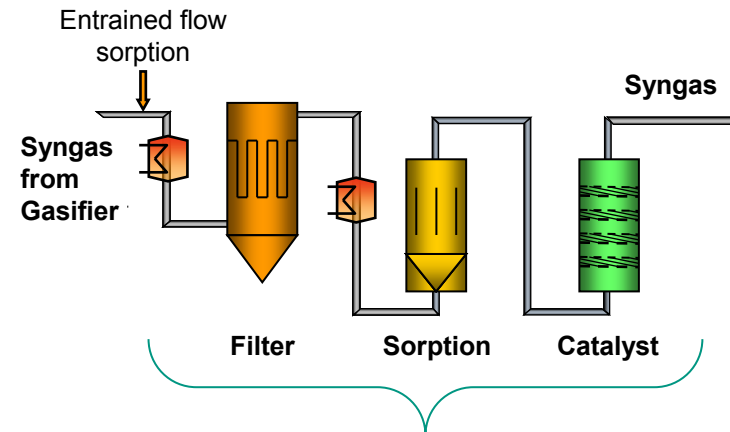 Entrained flow
sorption
Syngas
from
Gasifier
Syngas
Filter
Sorption
Catalyst